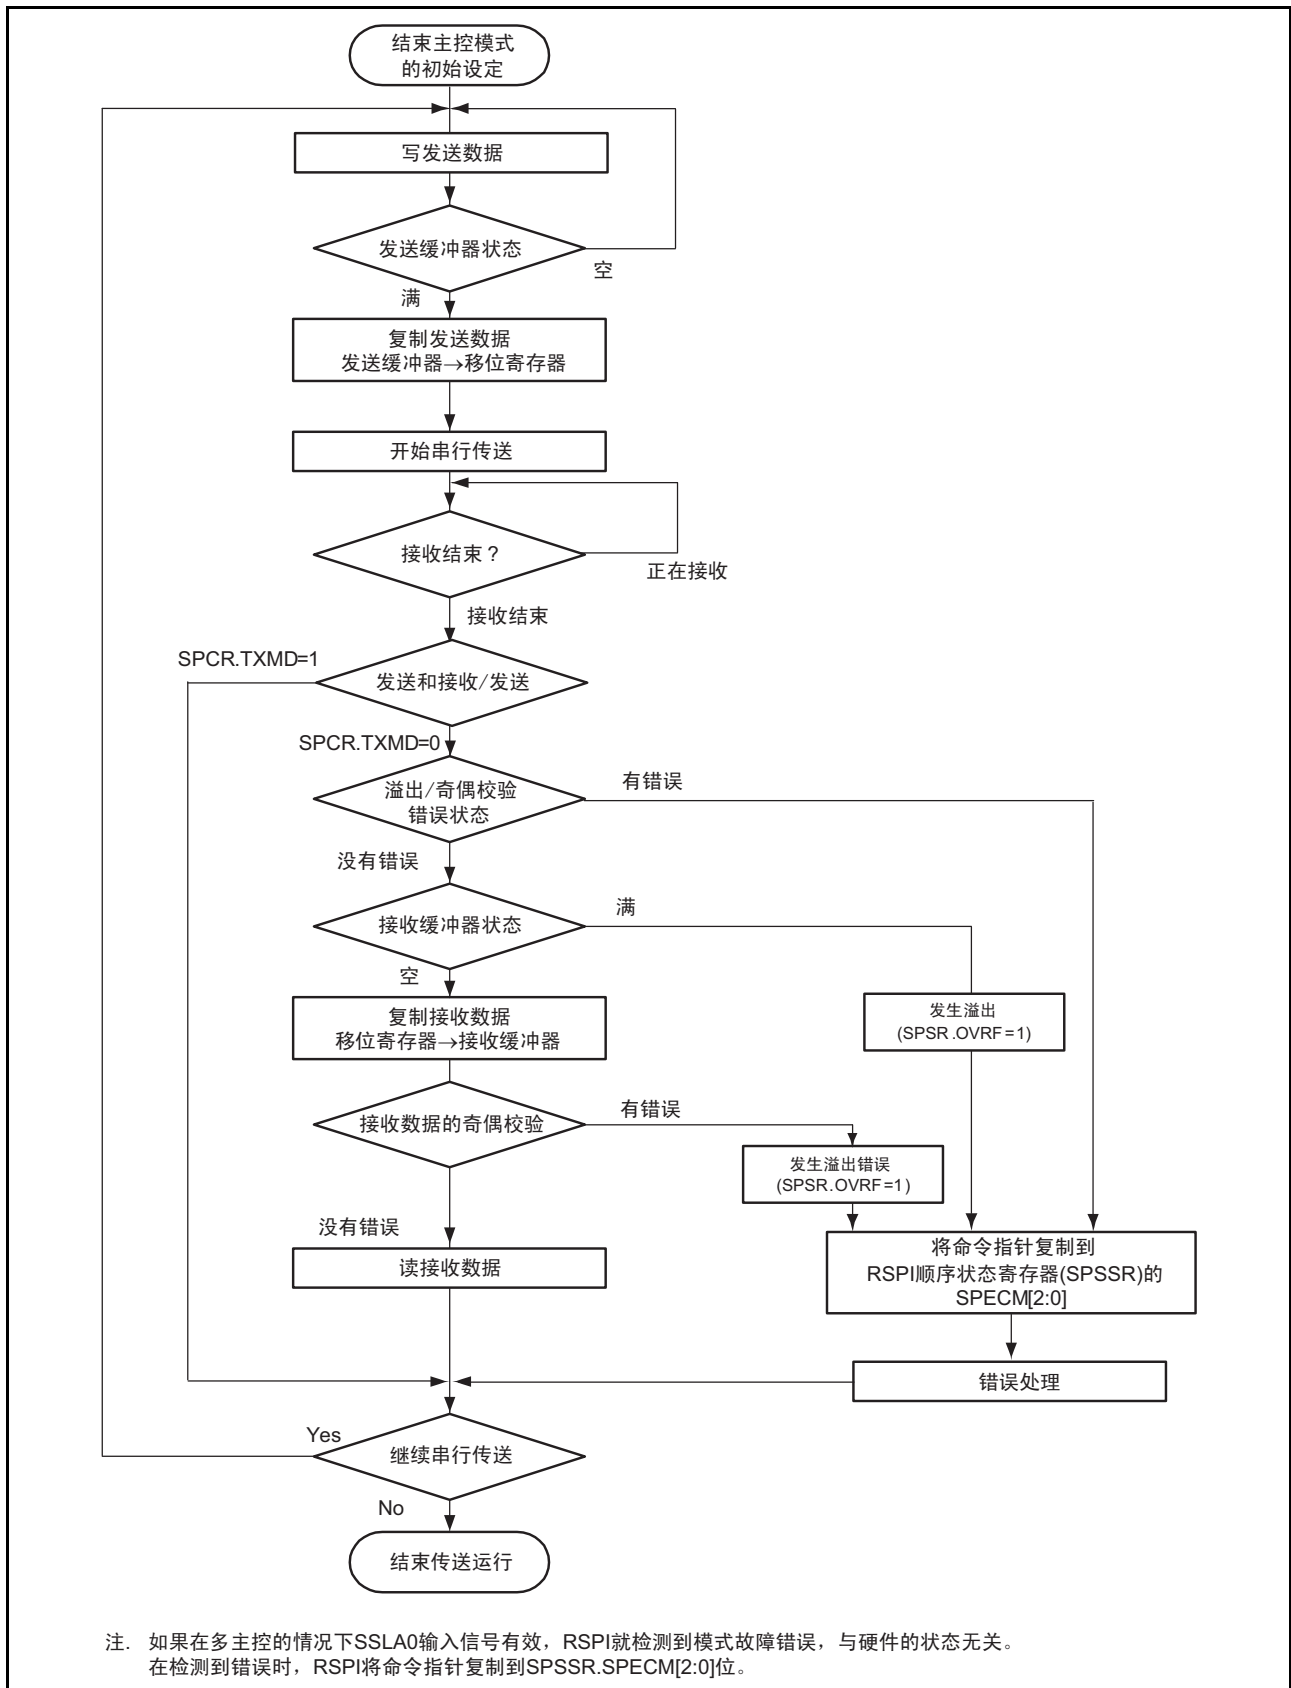 结束主控模式
的初始设定
写发送数据
发送缓冲器状态
空
满
复制发送数据
发送缓冲器→移位寄存器
开始串行传送
接收结束？
正在接收
接收结束
SPCR.TXMD=1
发送和接收/发送
SPCR.TXMD=0
溢出/奇偶校验
错误状态
有错误
没有错误
接收缓冲器状态
满
空
复制接收数据
移位寄存器→接收缓冲器
发生溢出
(SPSR.OVRF=1)
接收数据的奇偶校验
有错误
发生溢出错误
(SPSR.OVRF=1)
没有错误
读接收数据
将命令指针复制到
RSPI顺序状态寄存器(SPSSR)的
SPECM[2:0]
错误处理
Yes
继续串行传送
No
结束传送运行
注. 如果在多主控的情况下SSLA0输入信号有效，RSPI就检测到模式故障错误，与硬件的状态无关。
在检测到错误时，RSPI将命令指针复制到SPSSR.SPECM[2:0]位。